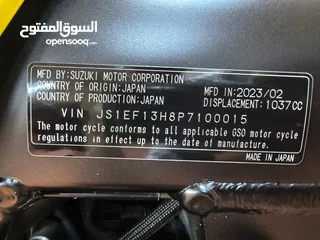 السوق المفتوح
opensooq.com
MFD BY:SUZUKI MOTOR CORPORATION
COUNTRY OF ORIGIN:JAPAN MFD IN:2023/02
COUNTRY OF PRODUCTION:JAPAN DISPLACEMENT:1037CC
VIN JS1EF13H8P7100015
The motor cycle conforms to all applicable GSO motor cycle
regulations in effect up to the date of manufacture.
MADE IN JAPAN